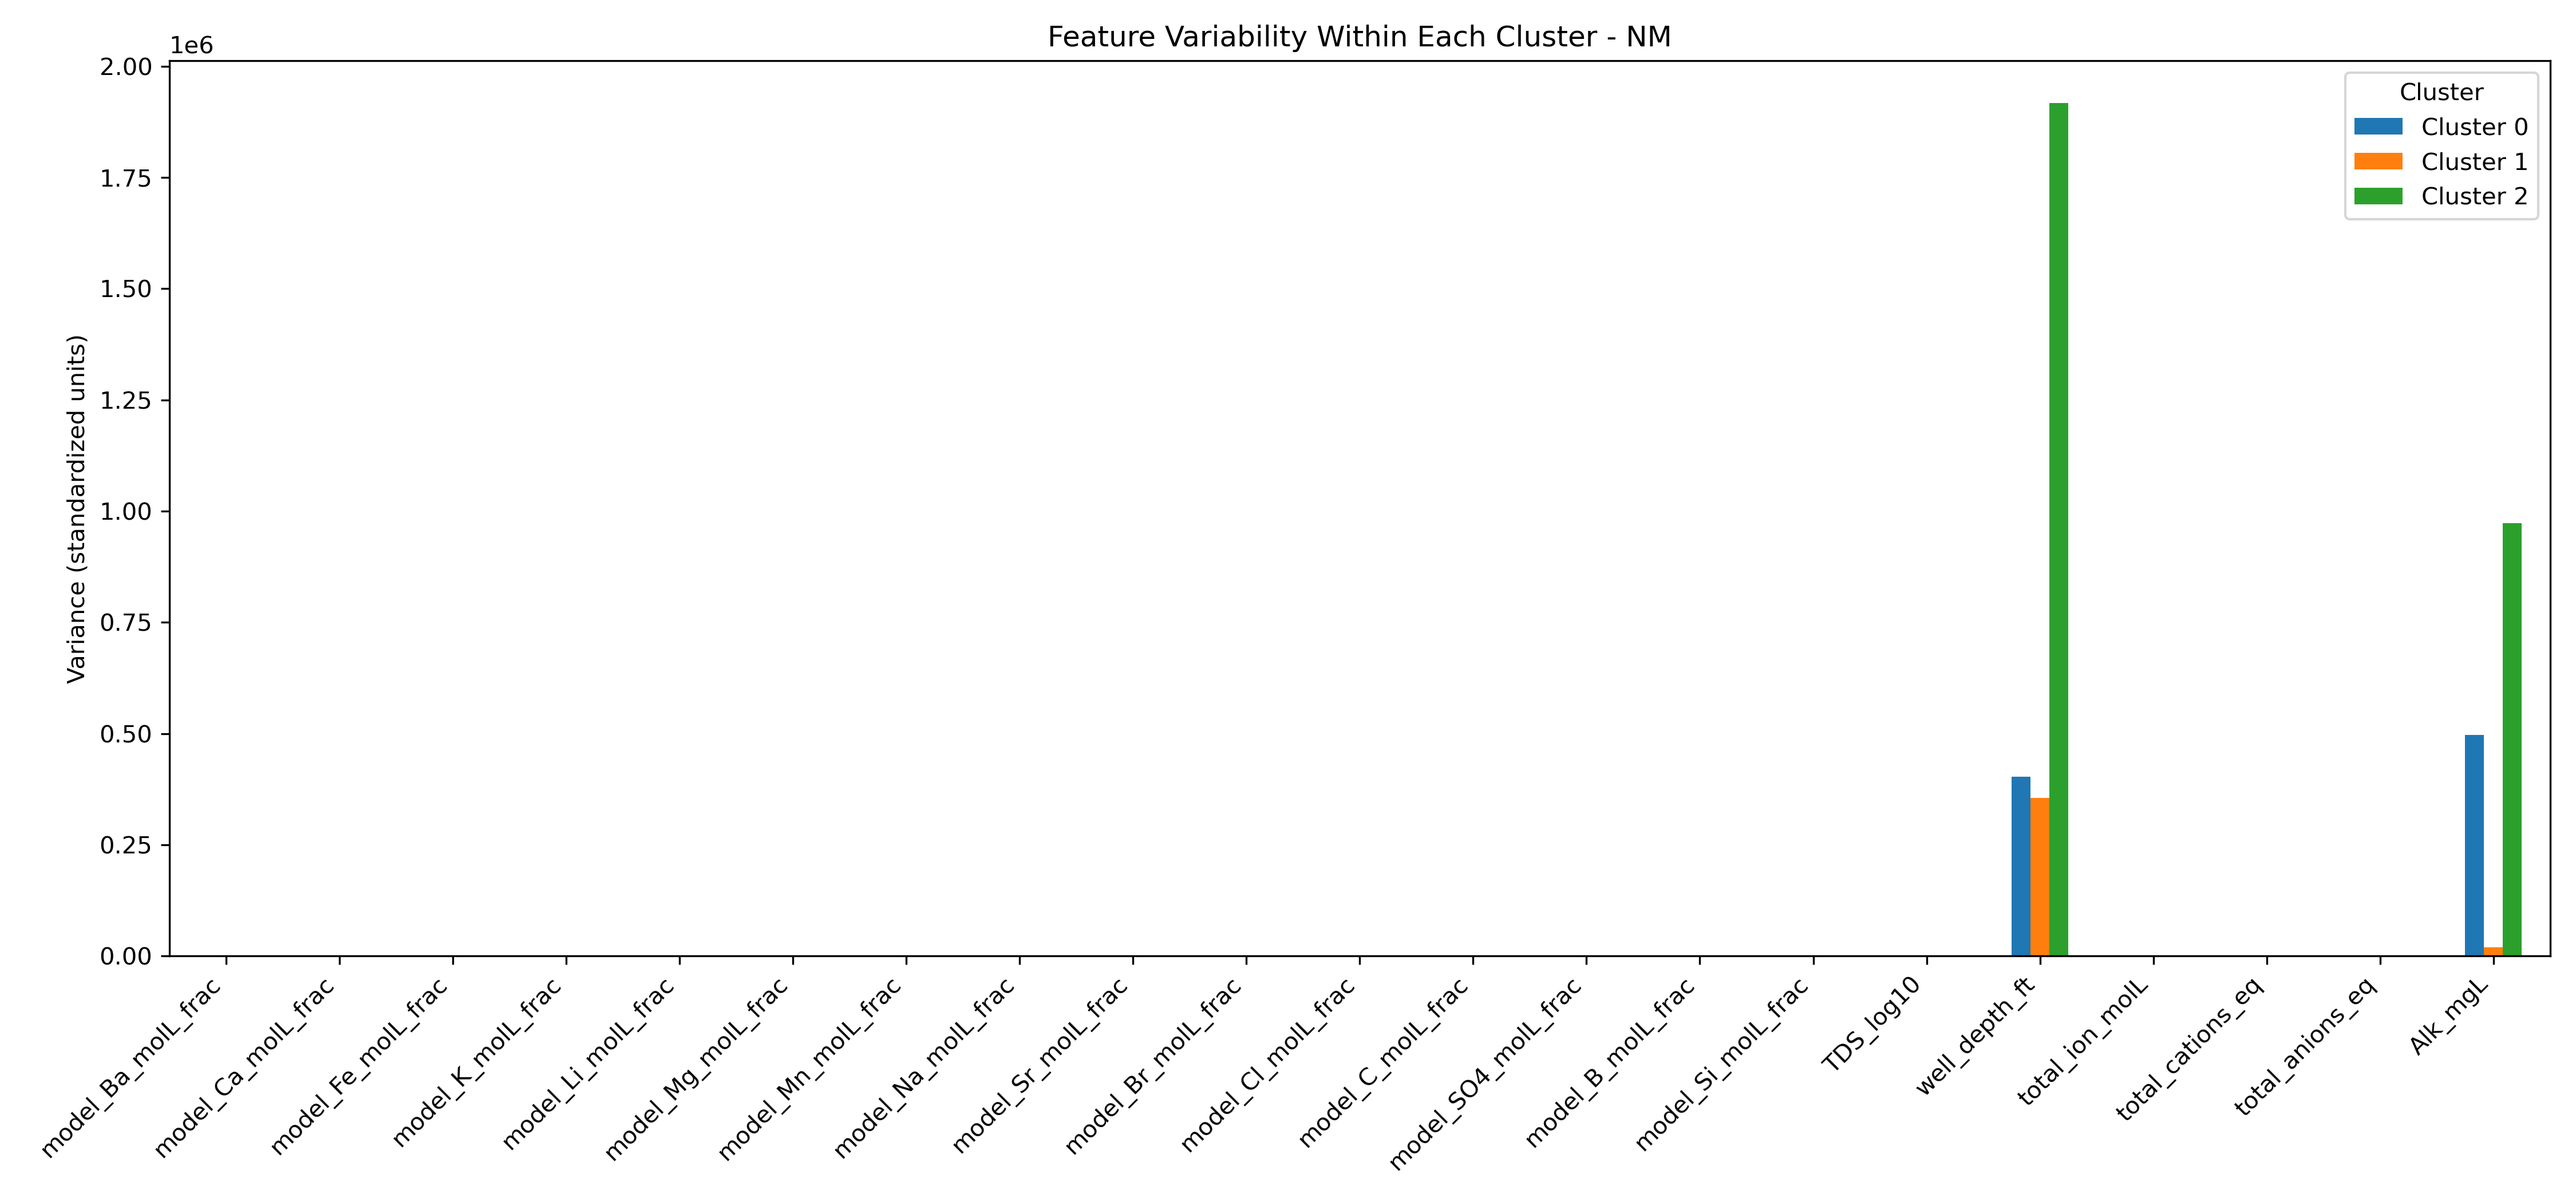 Feature Variability Within Each Cluster - NM
1e6
2.00
1.75
1.50
1.25
1.00
0.75
0.50
0.25
0.00
Variance (standardized units)
Cluster
Cluster 0
Cluster 1
Cluster 2
model_Ba_molL_frac
model_Ca_molL_frac
model_Fe_molL_frac
model_K_molL_frac
model_Li_molL_frac
model_Mg_molL_frac
model_Mn_molL_frac
model_Na_molL_frac
model_Sr_molL_frac
model_Br_molL_frac
model_Cl_molL_frac
model_C_molL_frac
model_SO4_molL_frac
model_B_molL_frac
model_Si_molL_frac
TDS_log10
well_depth_ft
total_ion_molL
total_cations_eq
total_anions_eq
Alk_mgL